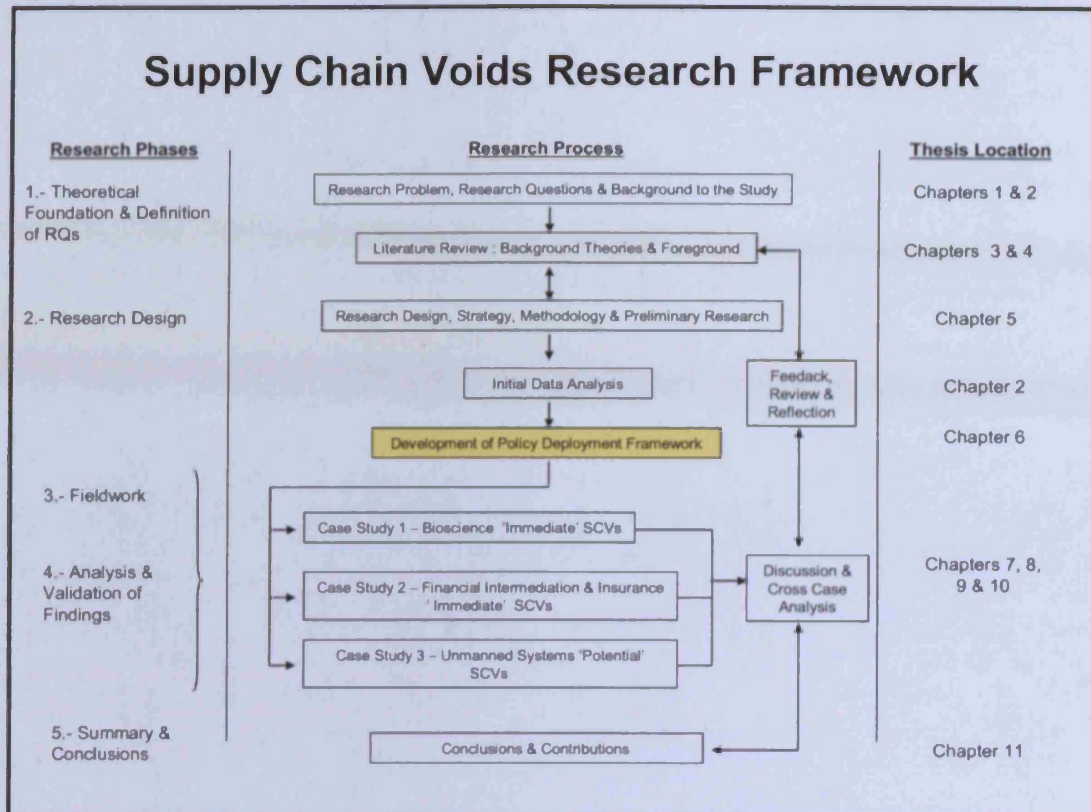 Supply Chain Voids Research Framework
Research Phases
Research Process
Thesis Location
1.- Theoretical
Foundation & Definition
of RQs
Research Problem, Research Questions & Background to the Study
Chapters 1 & 2
Literature Review : Background Theories & Foreground
Chapters 3 & 4
2.- Research Design
Research Design, Strategy, Methodology & Preliminary Research
Chapter 5
Initial Data Analysis
Feedack,
Review &
Reflection
Chapter 2
Development of Policy Deployment Framework
Chapter 6
3.- Fieldwork
Case Study 1 – Bioscience 'Immediate' SCVs
4.- Analysis &
Validation of
Findings
Case Study 2 – Financial Intermediation & Insurance
'Immediate' SCVs
Discussion &
Cross Case
Analysis
Chapters 7, 8,
9 & 10
Case Study 3 – Unmanned Systems 'Potential'
SCVs
5.- Summary &
Conclusions
Conclusions & Contributions
Chapter 11